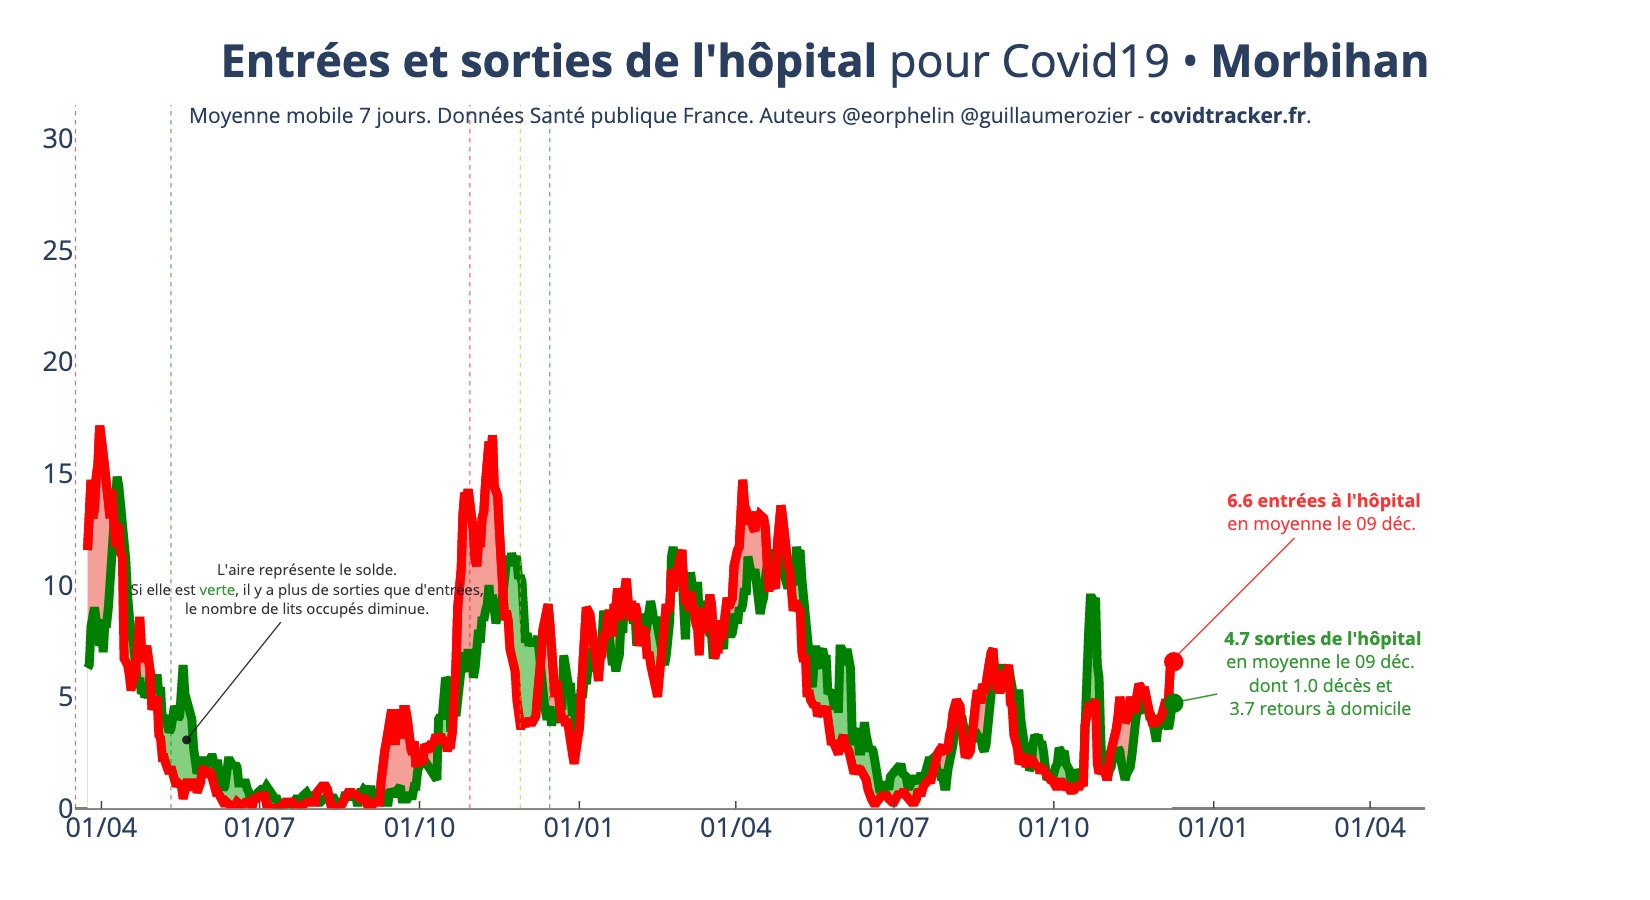 Entrées et sorties de l'hôpital pour Covid19 • Morbihan
Moyenne mobile 7 jours. Données Santé publique France. Auteurs @eorphelin @guillaumerozier - covidtracker.fr.
30
25
20
15
10
5
0
L'aire représente le solde.
Si elle est verte, il y a plus de sorties que d'entrées,
le nombre de lits occupés diminue.
6.6 entrées à l'hôpital
en moyenne le 09 déc.
4.7 sorties de l'hôpital
en moyenne le 09 déc.
dont 1.0 décès et
3.7 retours à domicile
01/04 01/07 01/10 01/01 01/04 01/07 01/10 01/01 01/04